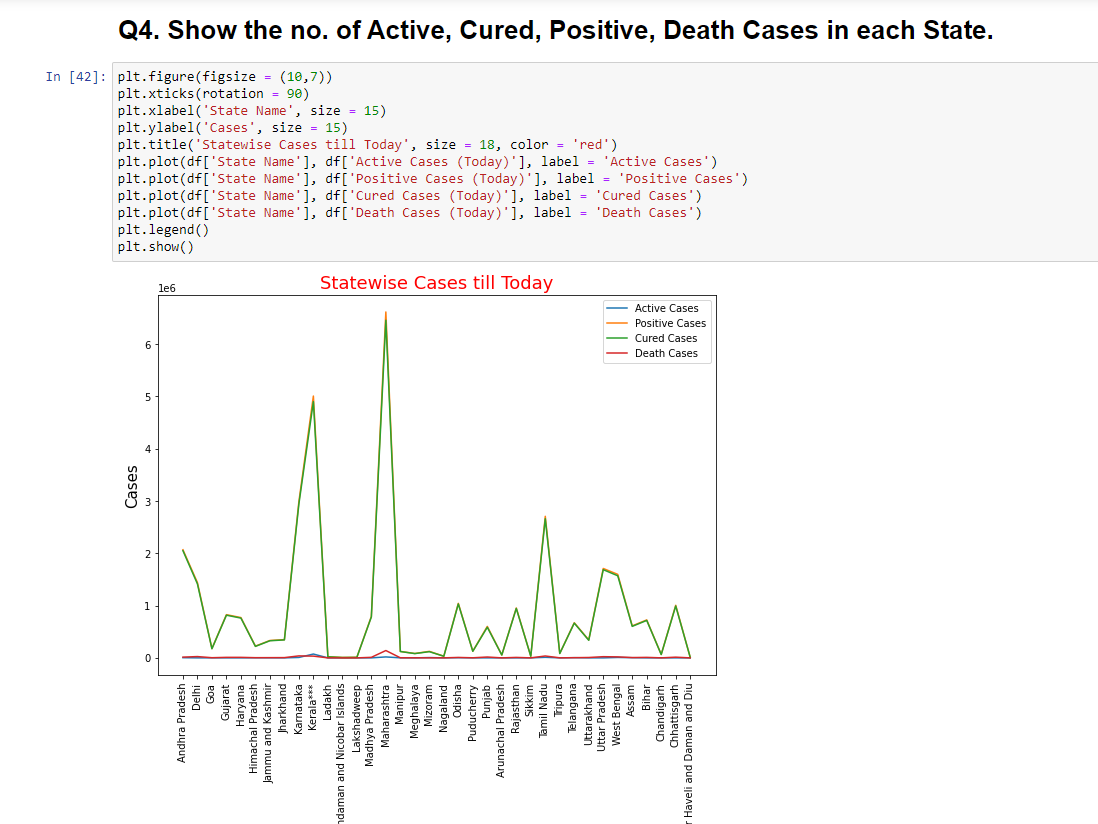 Q4. Show the no. of Active, Cured, Positive, Death Cases in each State.
In [42]:
plt.figure(figsize = (10,7))
plt.xticks(rotation = 90)
plt.xlabel('State Name', size = 15)
plt.ylabel('Cases', size = 15)
plt.title('Statewise Cases till Today', size = 18, color = 'red')
plt.plot(df['State Name'], df['Active Cases (Today)'], label = 'Active Cases')
plt.plot(df['State Name'], df['Positive Cases (Today)'], label = 'Positive Cases')
plt.plot(df['State Name'], df['Cured Cases (Today)'], label = 'Cured Cases')
plt.plot(df['State Name'], df['Death Cases (Today)'], label = 'Death Cases')
plt.legend()
plt.show()
Statewise Cases till Today
1e6
Active Cases
Positive Cases
Cured Cases
Death Cases
6
5
4
3
2
1
0
Cases
Andhra Pradesh
Delhi
Goa
Gujarat
Haryana
Himachal Pradesh
Jammu and Kashmir
Jharkhand
Karnataka
Kerala***
Ladakh
ndaman and Nicobar Islands
Lakshadweep
Madhya Pradesh
Maharashtra
Manipur
Meghalaya
Mizoram
Nagaland
Odisha
Puducherry
Punjab
Arunachal Pradesh
Rajasthan
Sikkim
Tamil Nadu
Tripura
Telangana
Uttarakhand
Uttar Pradesh
West Bengal
Assam
Bihar
Chandigarh
Chhattisgarh
r Haveli and Daman and Diu